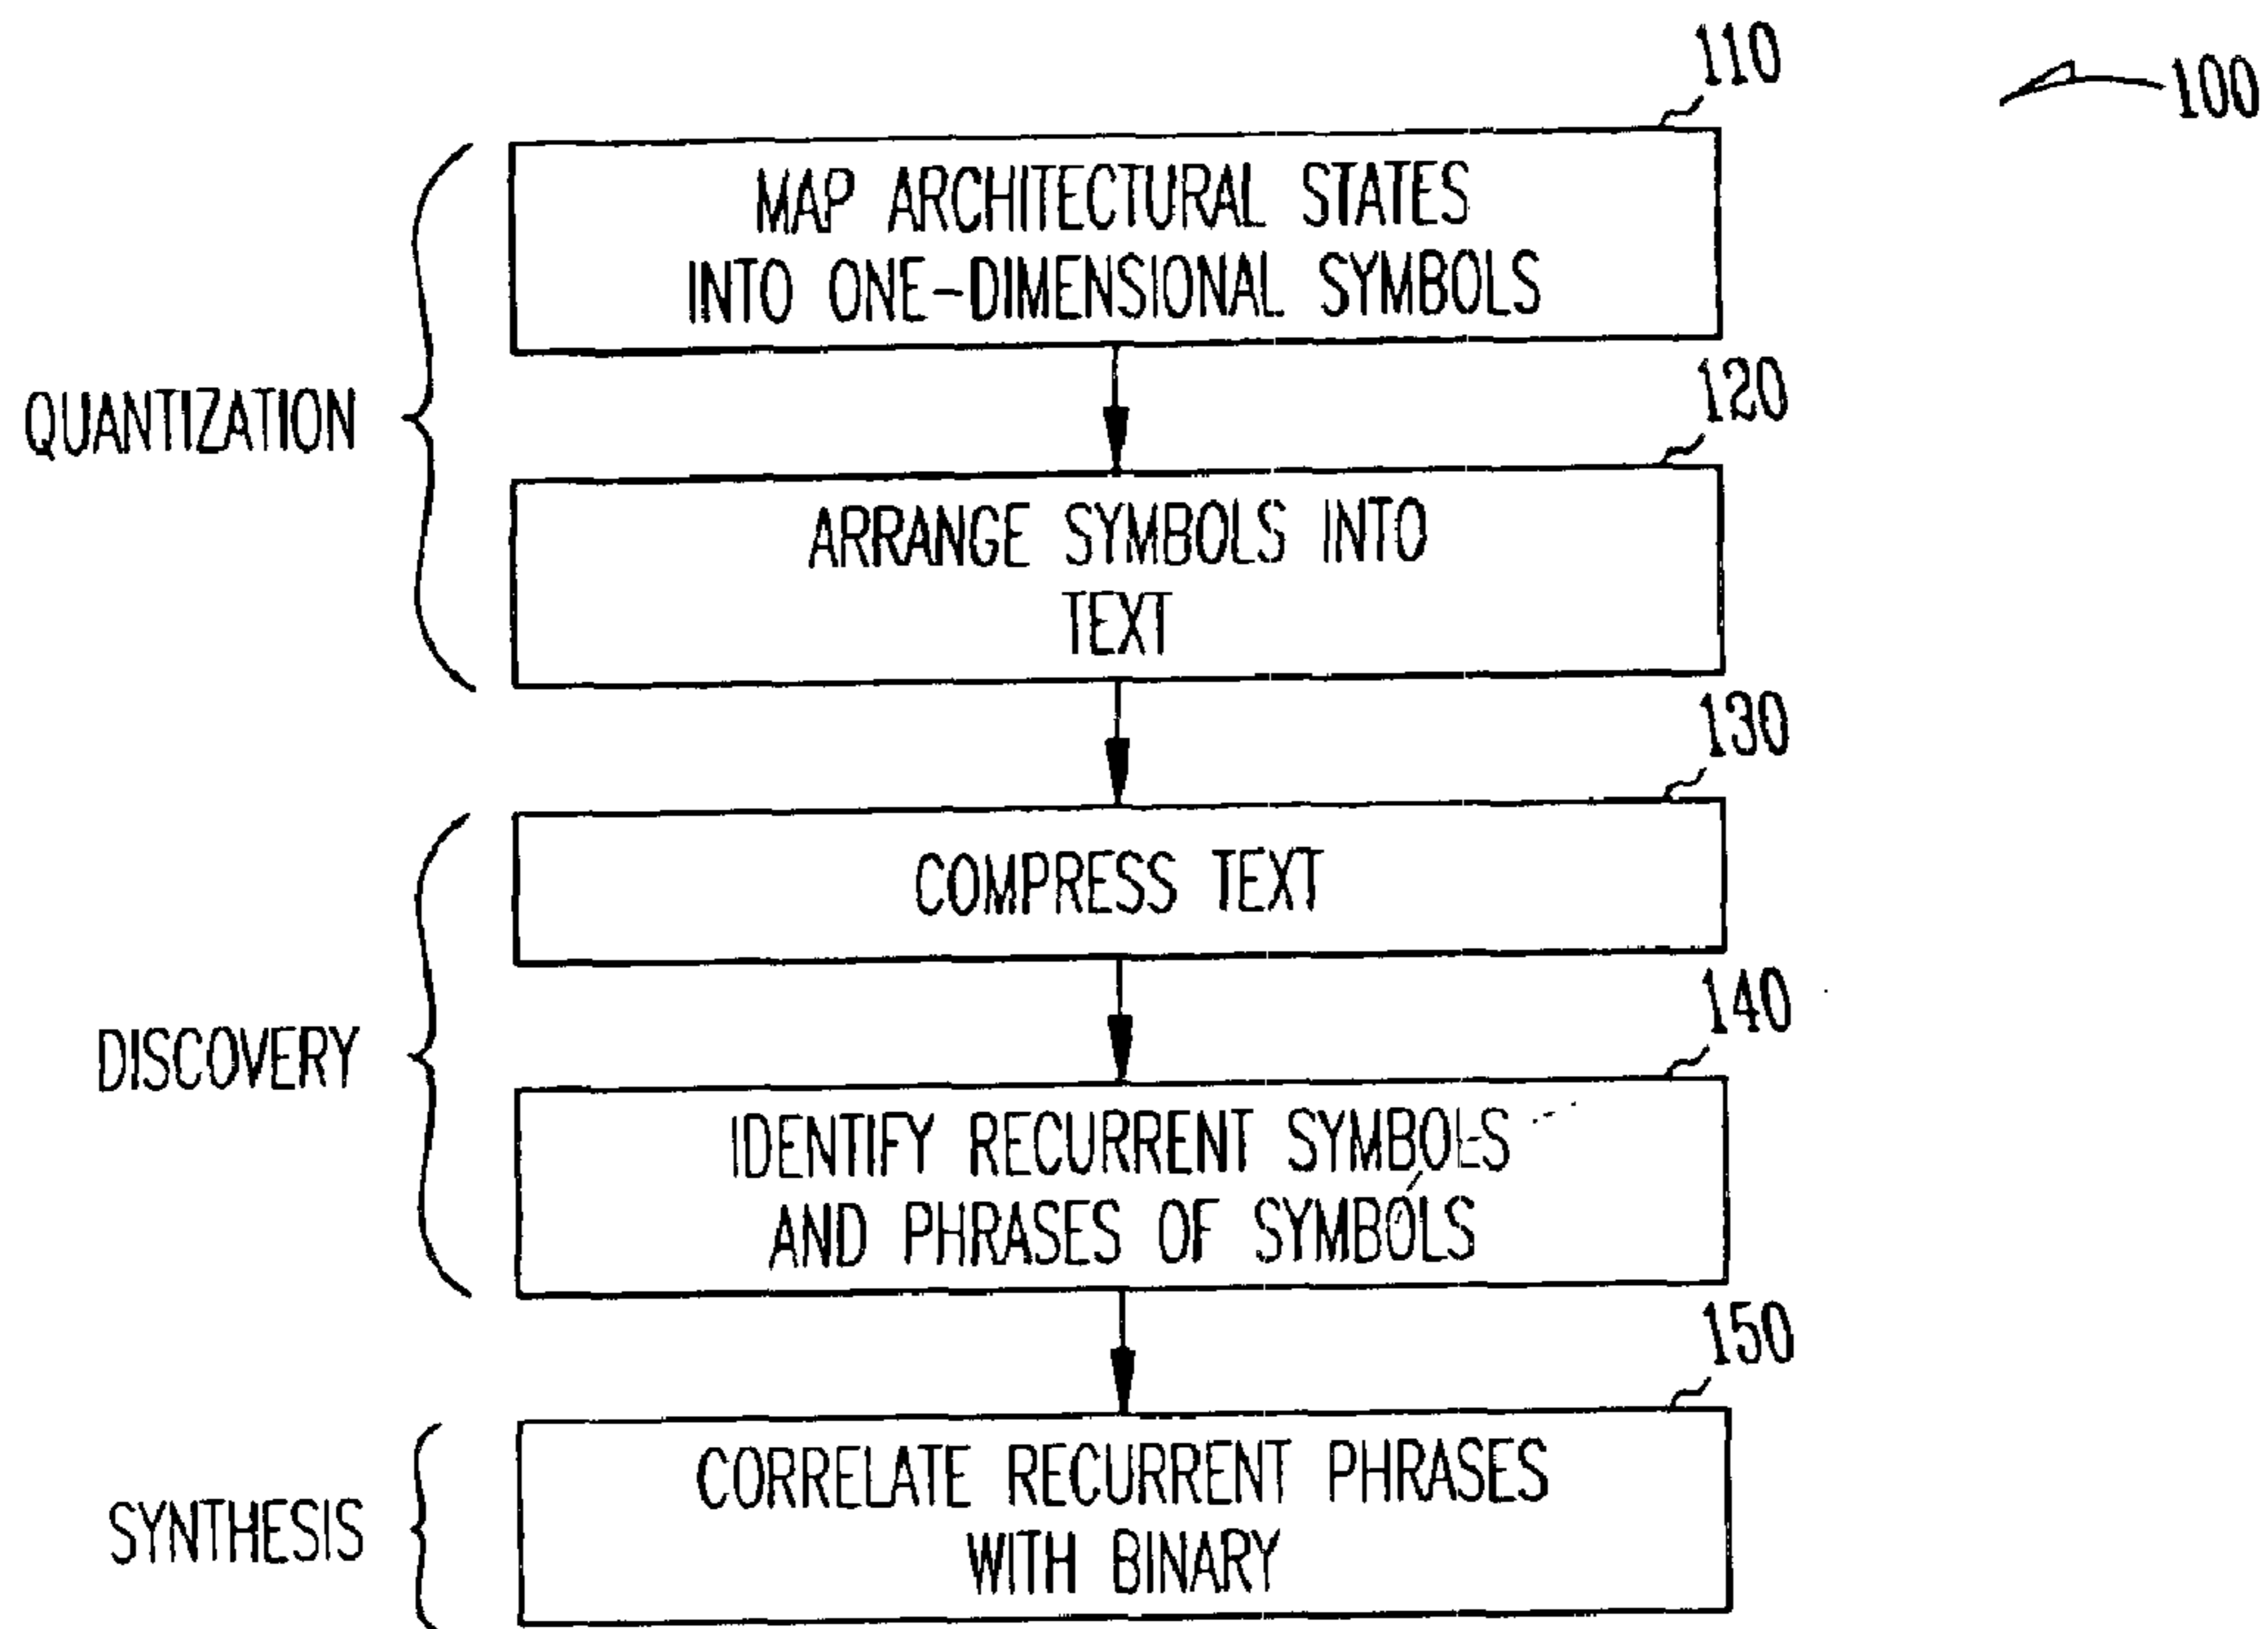 110
100
MAP ARCHITECTURAL STATES
INTO ONE-DIMENSIONAL SYMBOLS
120
QUANTIZATION
ARRANGE SYMBOLS INTO
TEXT
130
COMPRESS TEXT
140
DISCOVERY
IDENTIFY RECURRENT SYMBOLS
AND PHRASES OF SYMBOLS
150
CORRELATE RECURRENT PHRASES
WITH BINARY
SYNTHESIS